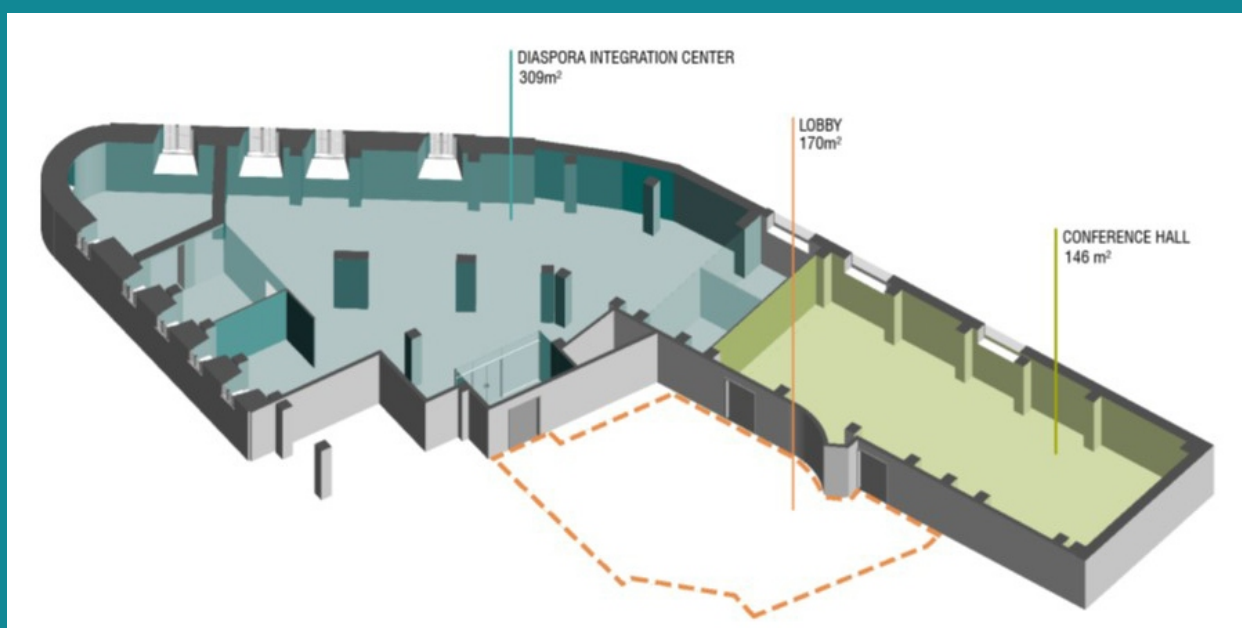 DIASPORA INTEGRATION CENTER
309m²
LOBBY
170m²
CONFERENCE HALL
146 m²